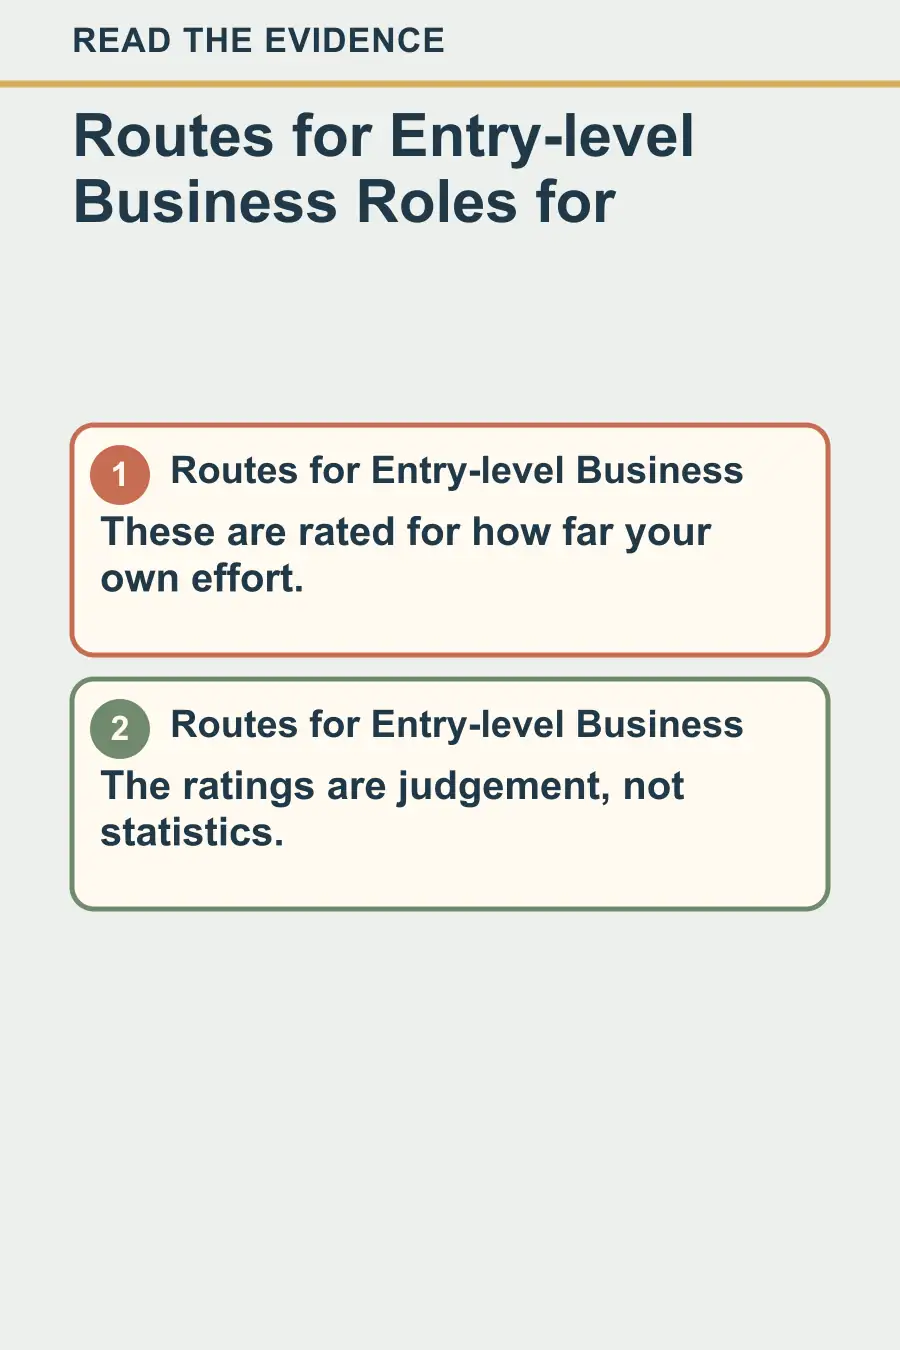 READ THE EVIDENCE
Routes for Entry-level
Business Roles for
1
Routes for Entry-level Business
These are rated for how far your
own effort.
2
Routes for Entry-level Business
The ratings are judgement, not
statistics.